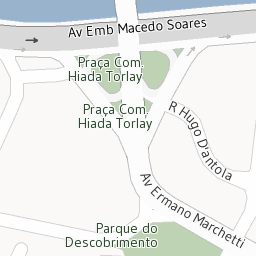 Av Emb Macedo Soares
Praça Com.
Hiada Torlay
Praça Com.
Hiada Torlay
R Hugo D'antola
Av Ermano Marchetti
Parque do
Descobrimento